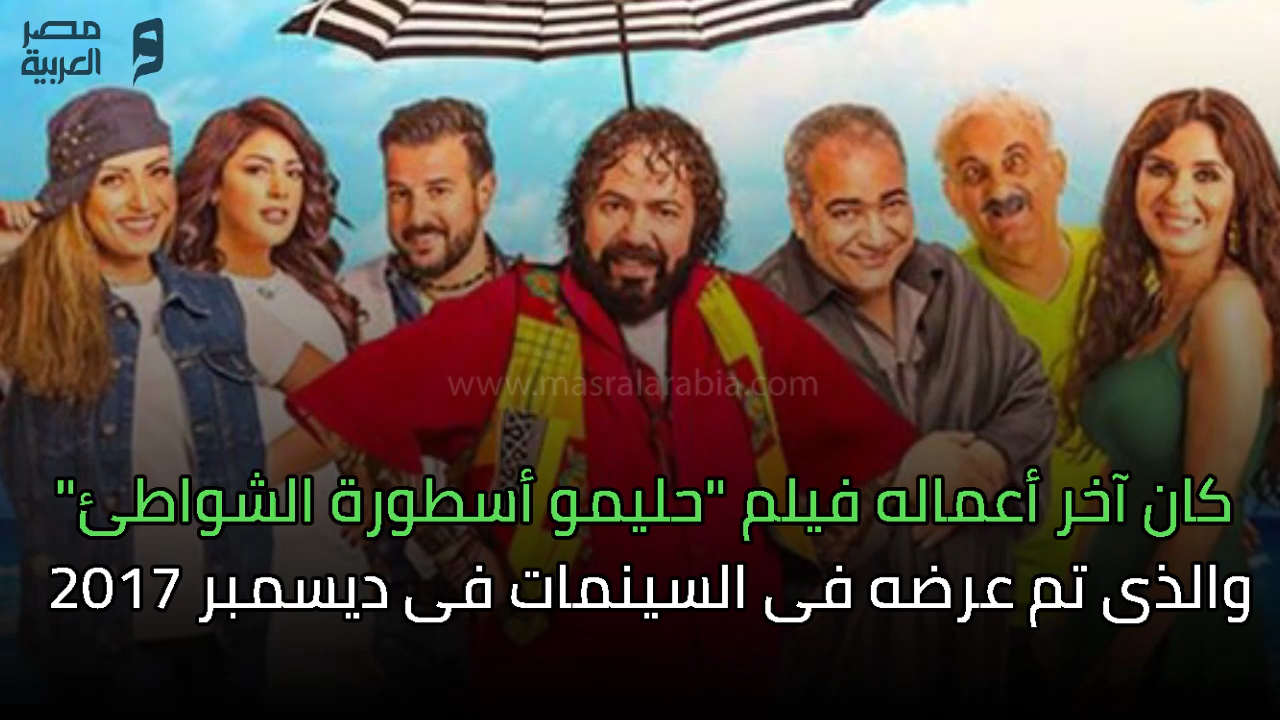 مصر
العربية
www.masralarabia.com
كان آخر أعماله فيلم "حليمو أسطورة الشواطئ"
والذى تم عرضه فى السينمات فى ديسمبر 2017